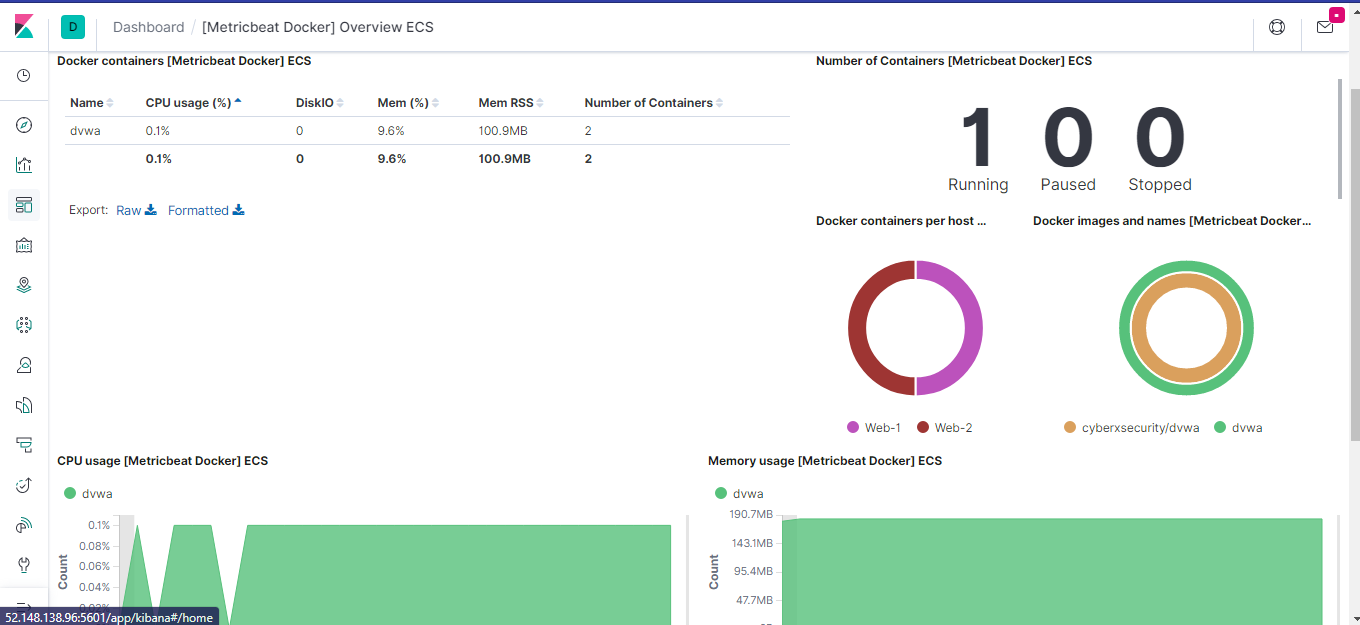 D Dashboard / [Metricbeat Docker] Overview ECS
Docker containers [Metricbeat Docker] ECS
Name CPU usage (%) DiskIO Mem (%) Mem RSS Number of Containers
dvwa 0.1% 0 9.6% 100.9MB 2
0.1% 0 9.6% 100.9MB 2
Export: Raw Formatted
Number of Containers [Metricbeat Docker] ECS
1 0 0
Running Paused Stopped
Docker containers per host ...
Web-1 Web-2
Docker images and names [Metricbeat Docker...
cyberxsecurity/dvwa dvwa
CPU usage [Metricbeat Docker] ECS
dvwa
0.1%
0.08%
0.06%
0.04%
0.02%
Count
Memory usage [Metricbeat Docker] ECS
dvwa
190.7MB
143.1MB
95.4MB
47.7MB
Count
52.148.138.96:5601/app/kibana#/home